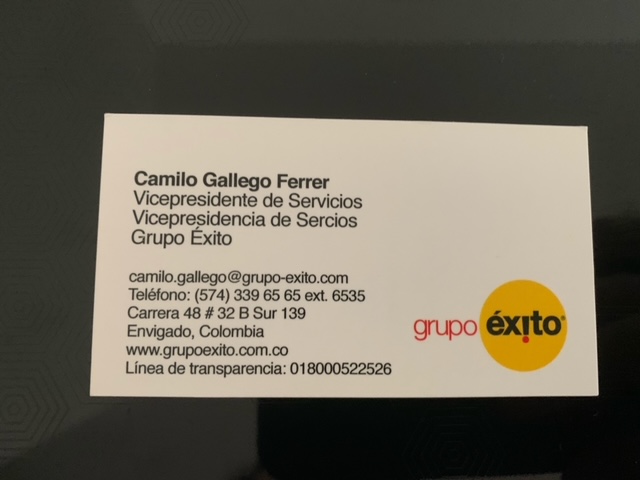 Camilo Gallego Ferrer
Vicepresidente de Servicios
Vicepresidencia de Sercios
Grupo Éxito
camilo.gallego@grupo-exito.com
Teléfono: (574) 339 65 65 ext. 6535
Carrera 48 # 32 B Sur 139
Envigado, Colombia
www.grupoexito.com.co
Línea de transparencia: 018000522526
grupo éxito®